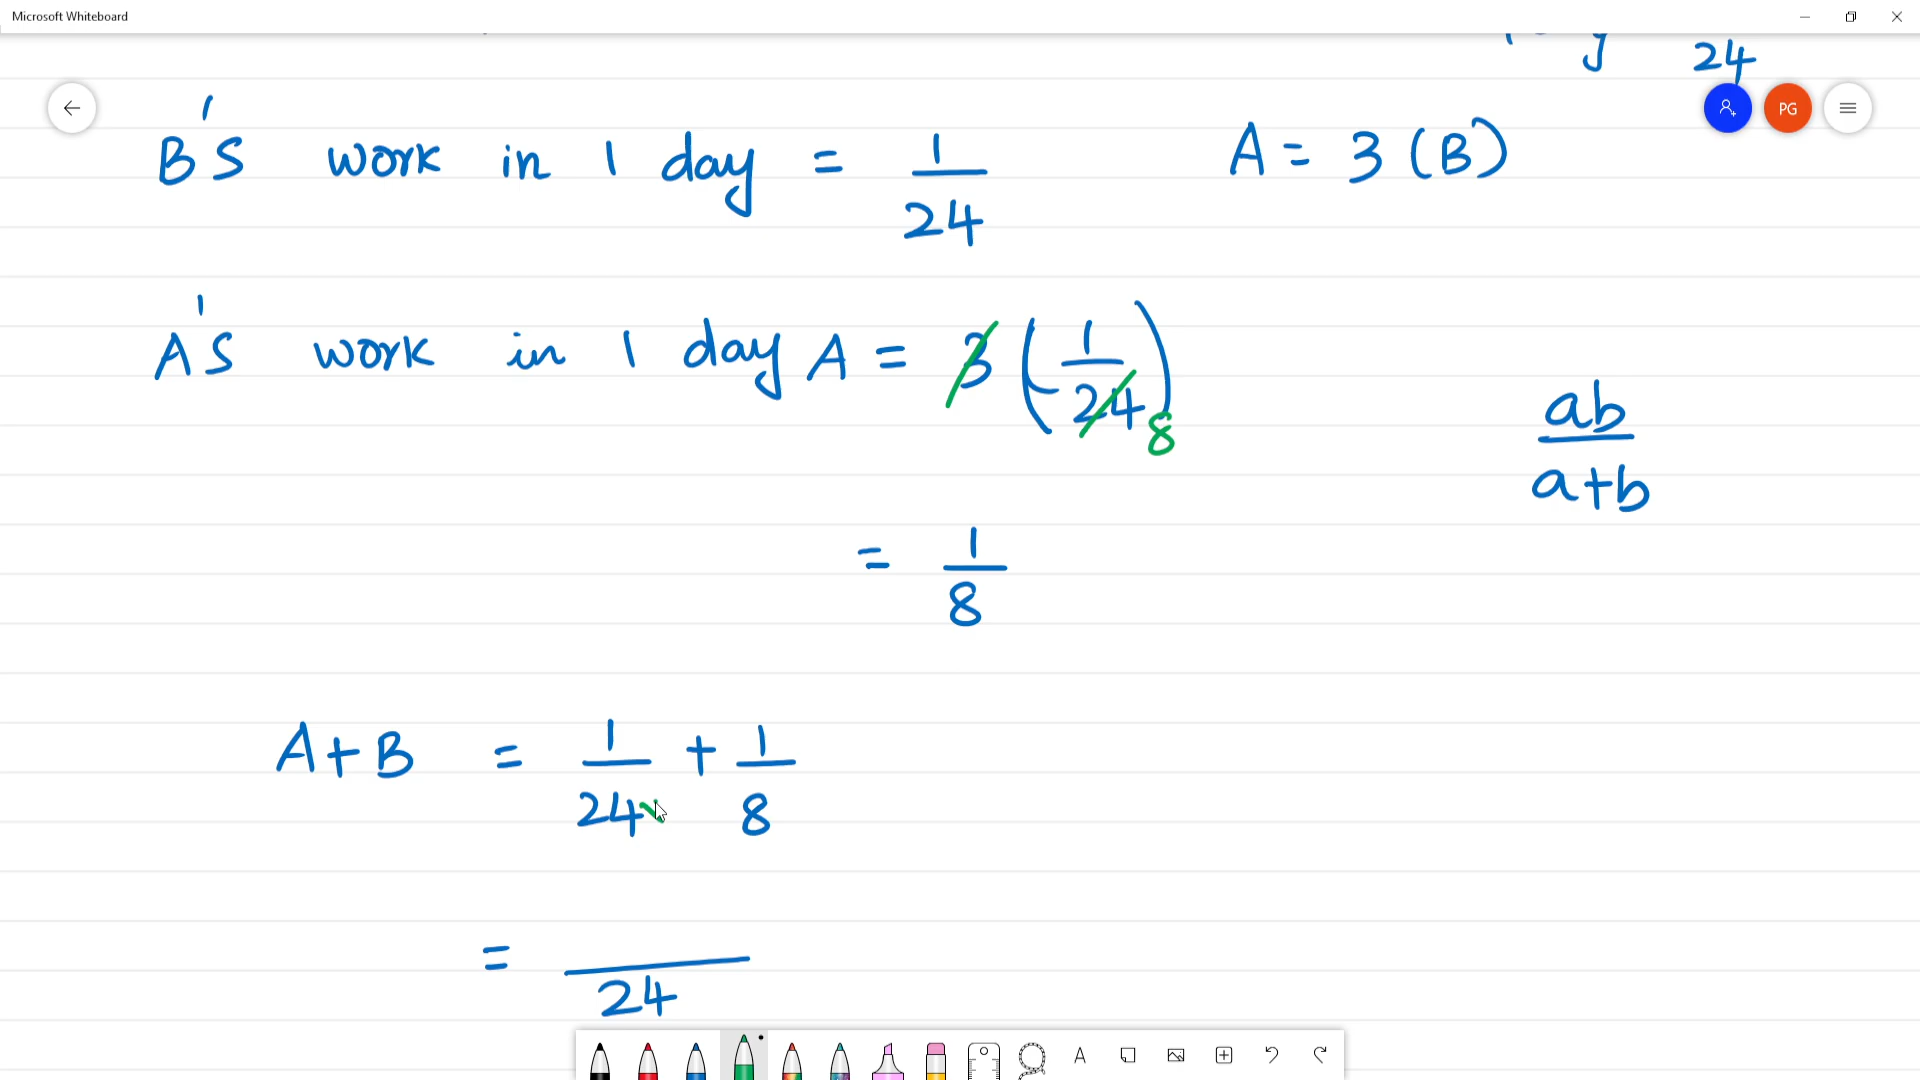 Microsoft Whiteboard
24
PG
B'S work in 1 day = 1/24
A = 3 (B)
A'S work in 1 day A = 3 (1/24) 8
ab/a+b
= 1/8
A+B = 1/24 + 1/8
= /24
A